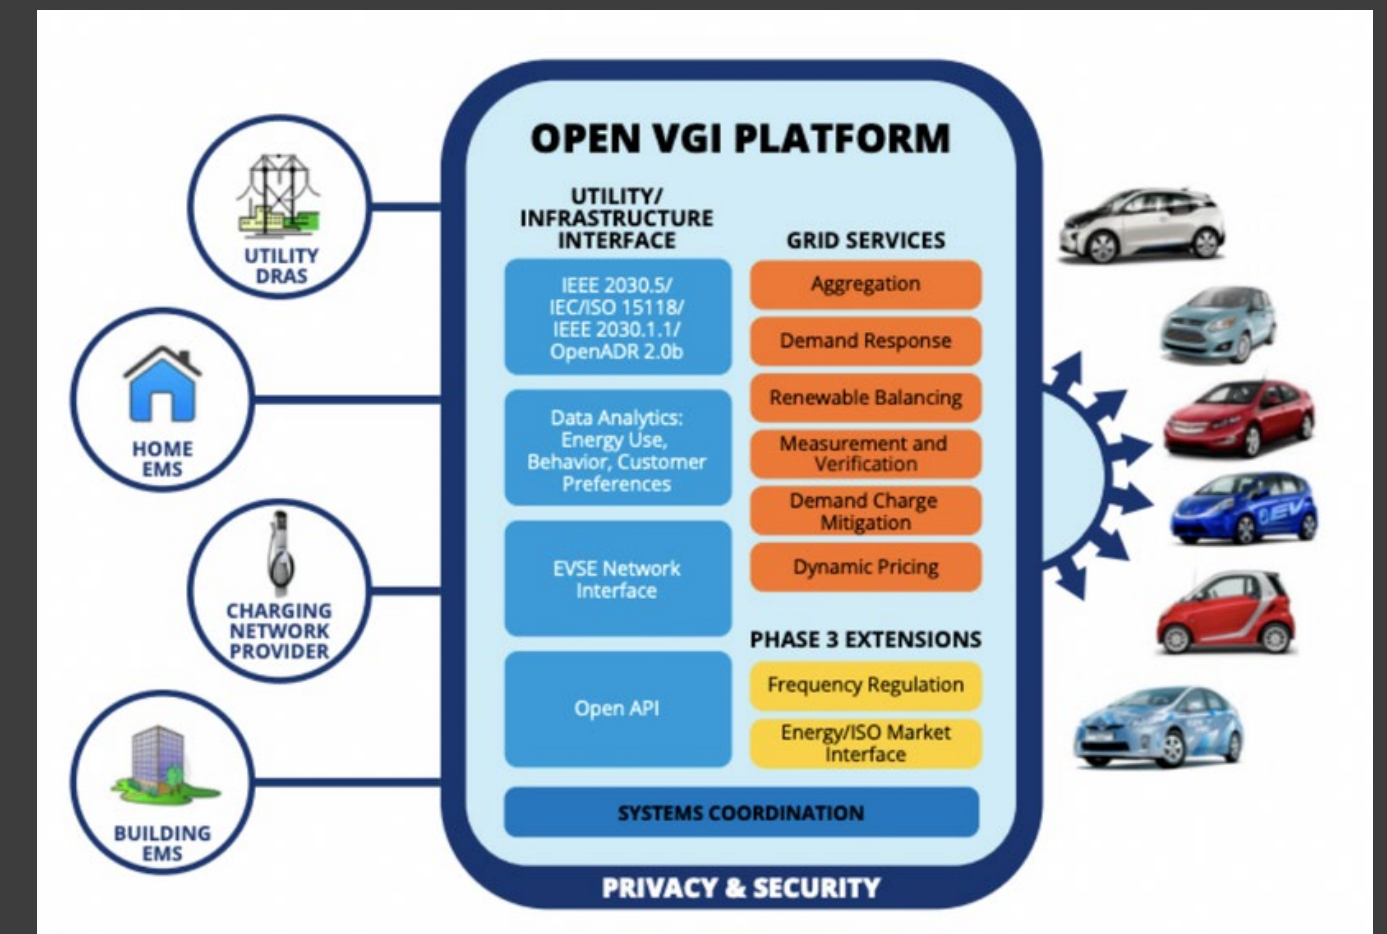 OPEN VGI PLATFORM
UTILITY/
INFRASTRUCTURE
INTERFACE
IEEE 2030.5/
IEC/ISO 15118/
IEEE 2030.1.1/
OpenADR 2.0b
Data Analytics:
Energy Use,
Behavior, Customer
Preferences
EVSE Network
Interface
Open API
GRID SERVICES
Aggregation
Demand Response
Renewable Balancing
Measurement and
Verification
Demand Charge
Mitigation
Dynamic Pricing
PHASE 3 EXTENSIONS
Frequency Regulation
Energy/ISO Market
Interface
SYSTEMS COORDINATION
PRIVACY & SECURITY
UTILITY
DRAS
HOME
EMS
CHARGING
NETWORK
PROVIDER
BUILDING
EMS
EV